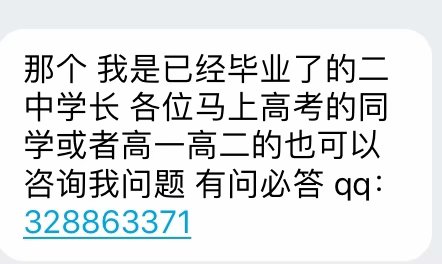 那个 我是已经毕业了的二
中学长 各位马上高考的同
学或者高一高二的也可以
咨询我问题 有问必答 qq：
328863371